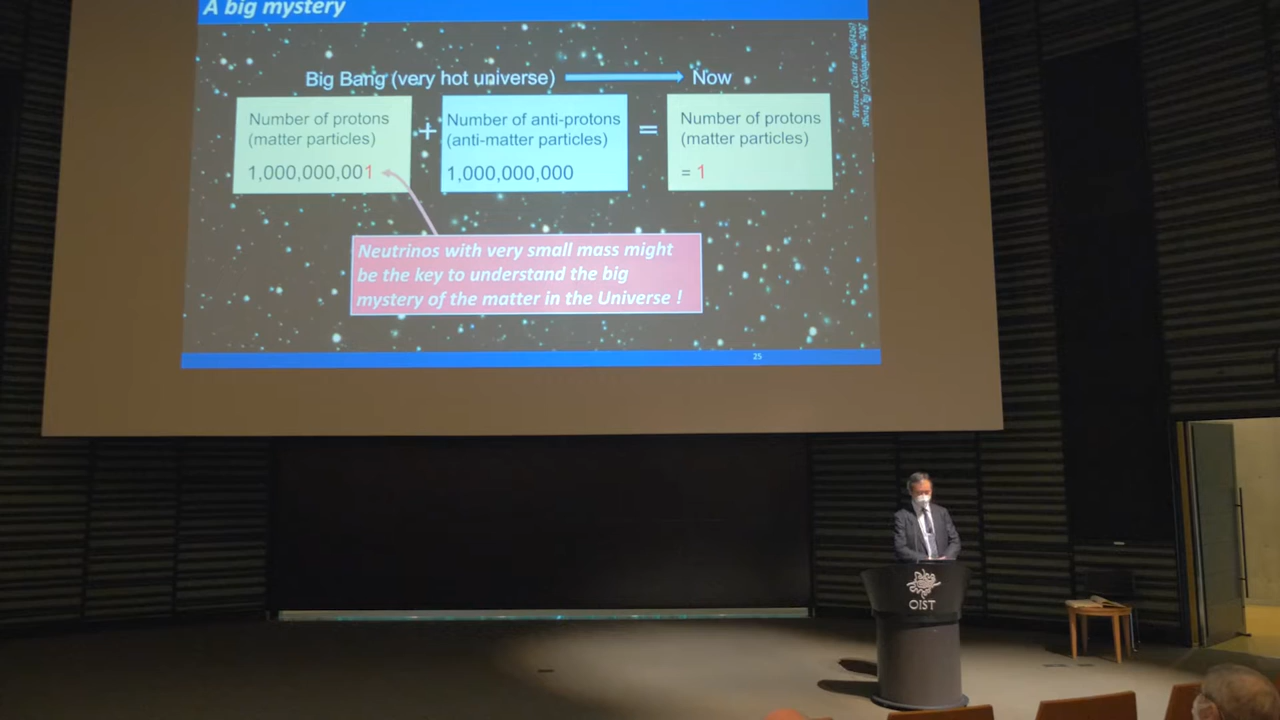 A big mystery
Big Bang (very hot universe)
Now
Number of protons
(matter particles)
1,000,000,001
+
Number of anti-protons
(anti-matter particles)
1,000,000,000
=
Number of protons
(matter particles)
= 1
Neutrinos with very small mass might
be the key to understand the big
mystery of the matter in the Universe !
25
OIST